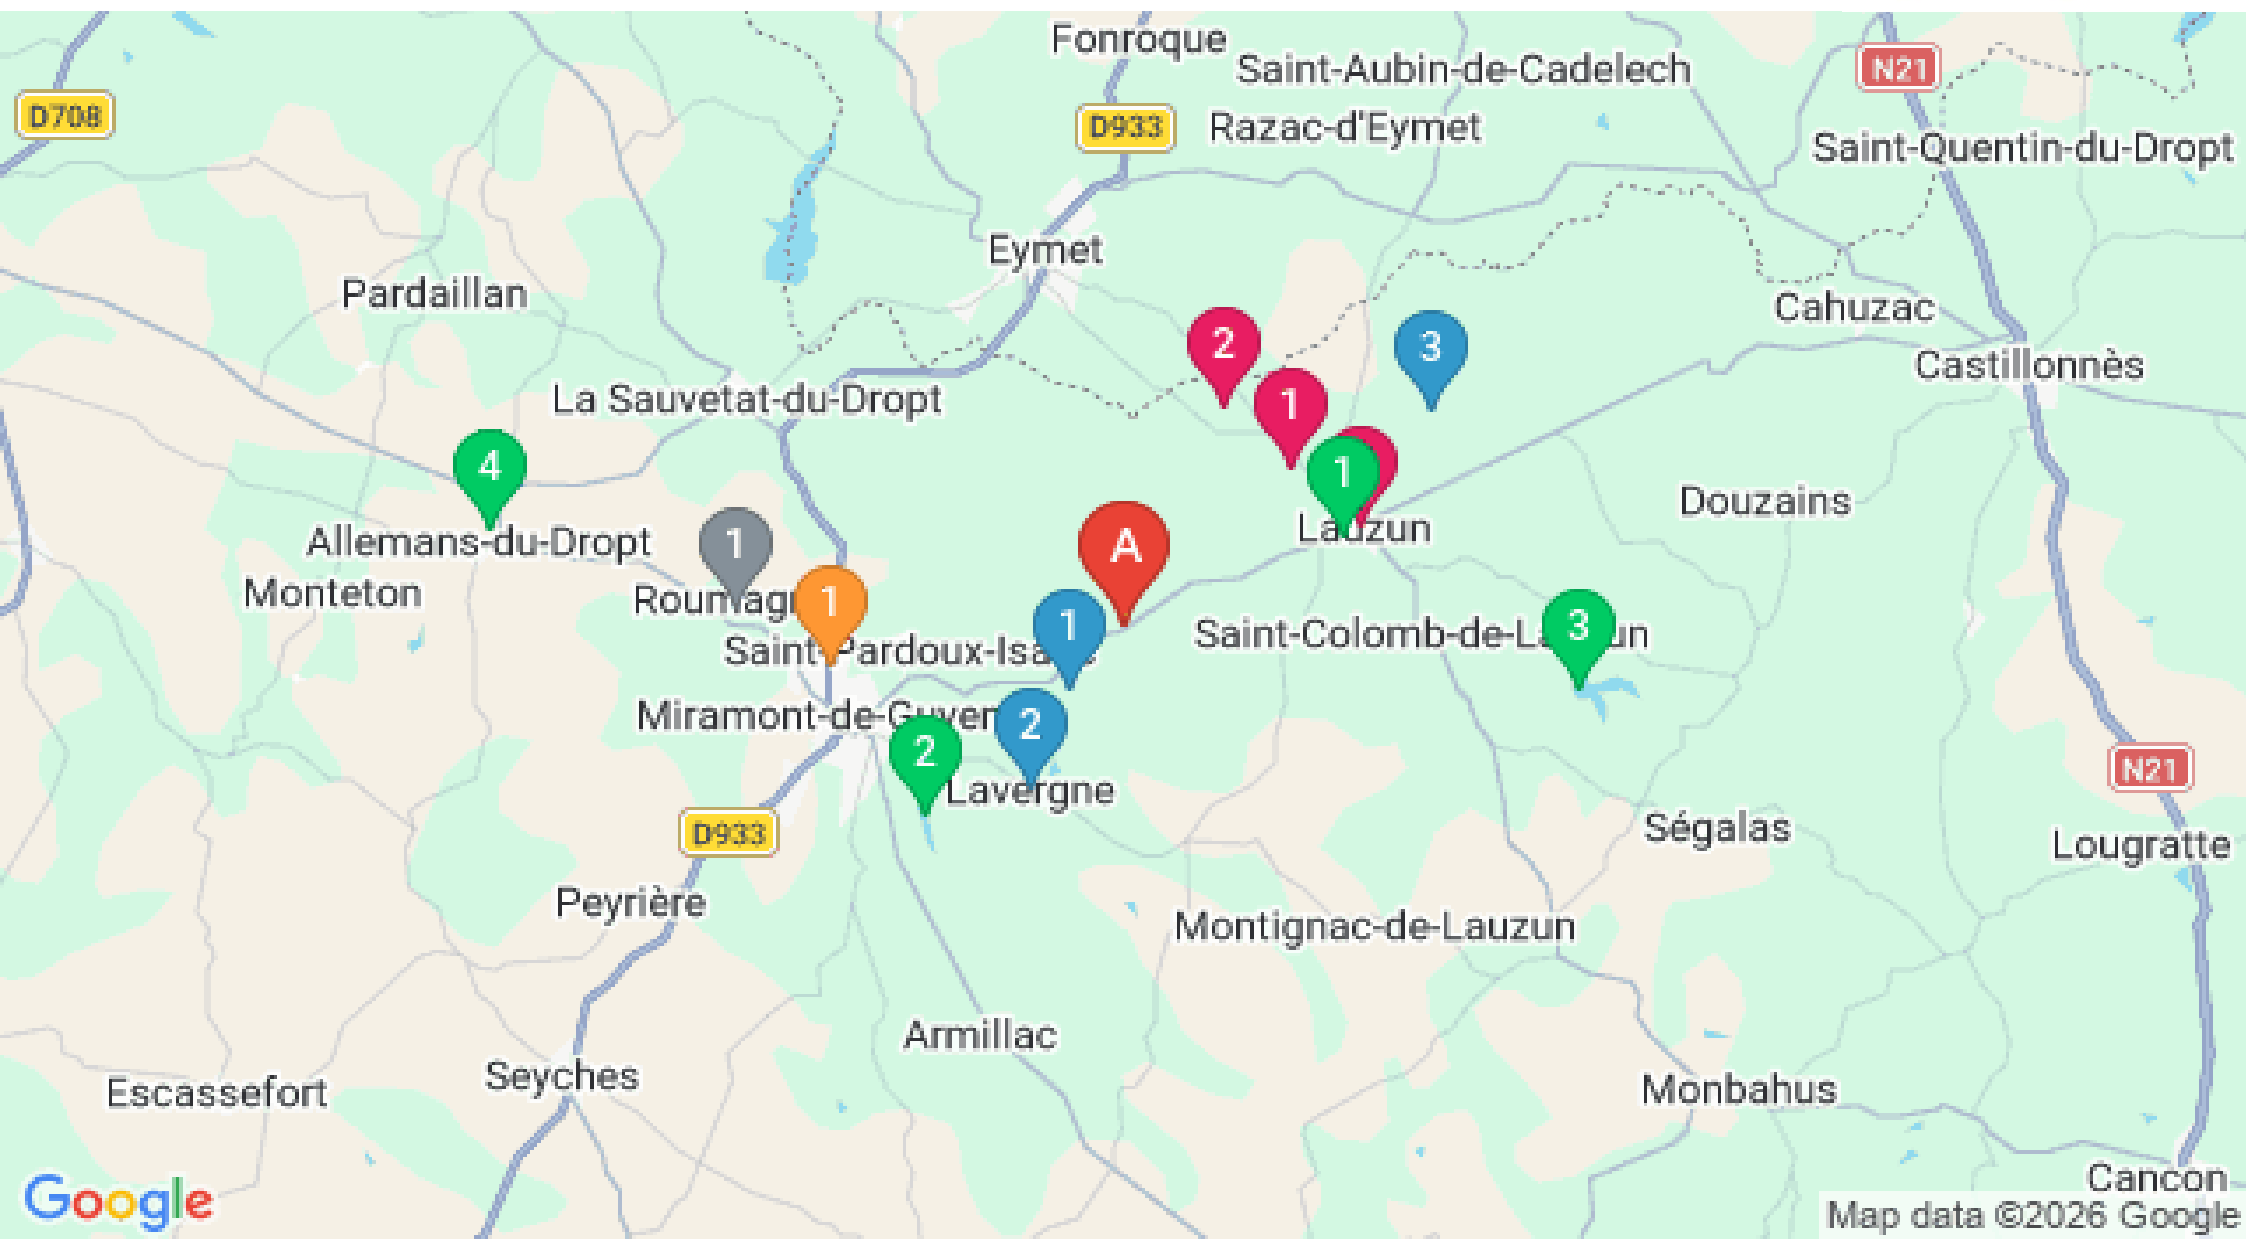 Fonroque
Saint-Aubin-de-Cadelech
N21
D708
D933
Razac-d'Eymet
Saint-Quentin-du-Dropt
Eymet
Pardaillan
Cahuzac
2
3
Castillonnès
La Sauvetat-du-Dropt
1
4
1
Douzains
Lauzun
Allemans-du-Dropt
1
A
Monteton
Roumag
1
1
3
Saint-Colomb-de-La un
Saint-Pardoux-Isa
Miramont-de-Guyen
2
2
N21
Lavergne
D933
Ségalas
Lougratte
Peyrière
Montignac-de-Lauzun
Armillac
Seyches
Escassefort
Monbahus
Cancon
Google
Map data ©2026 Google